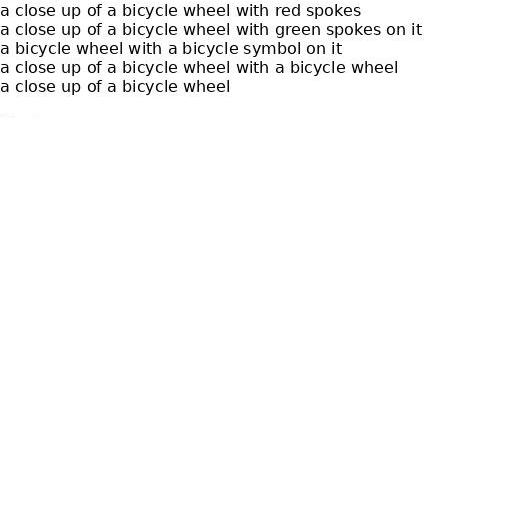 a close up of a bicycle wheel with red spokes
a close up of a bicycle wheel with green spokes on it
a bicycle wheel with a bicycle symbol on it
a close up of a bicycle wheel with a bicycle wheel
a close up of a bicycle wheel